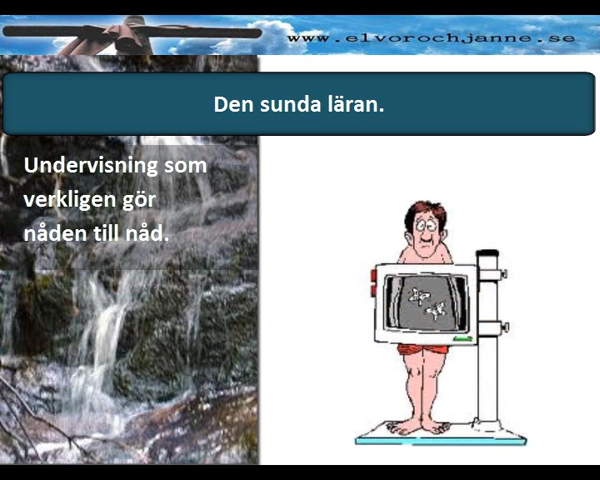 www.elvorochjanne.se
Den sunda läran.
Undervisning som
verkligen gör
nåden till nåd.